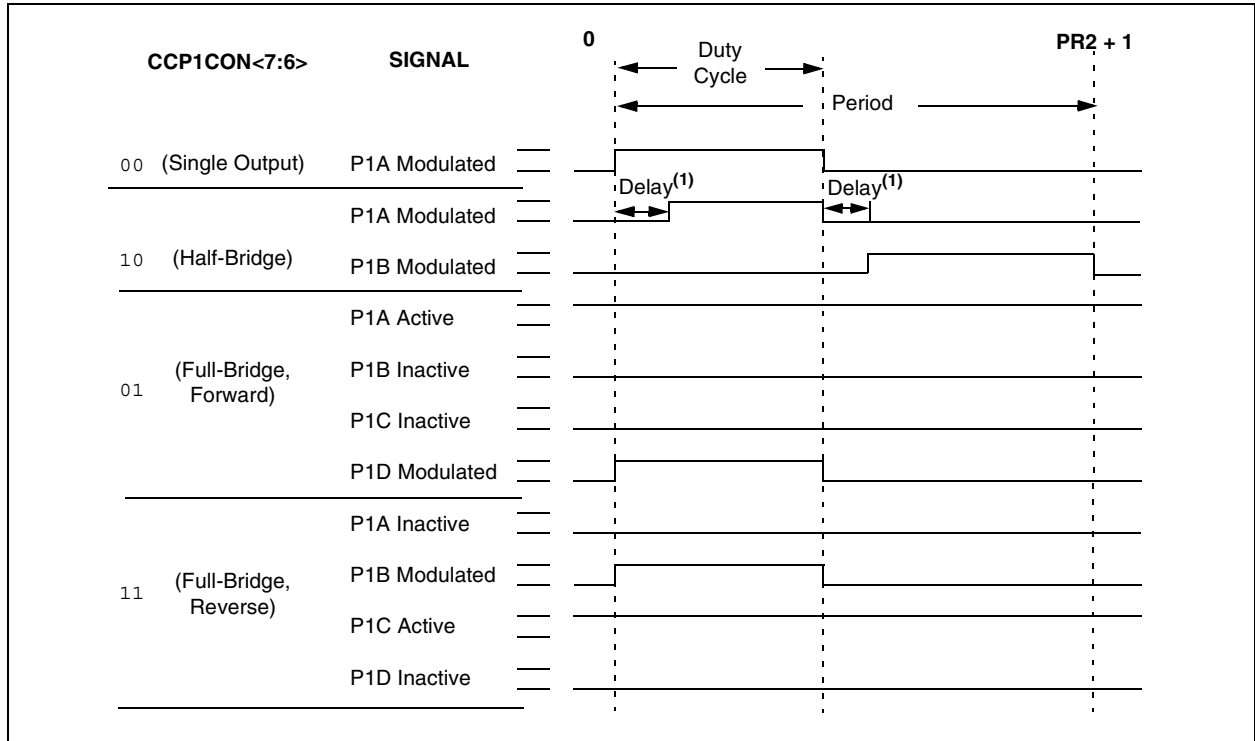 CCP1CON<7:6>
SIGNAL
0
Duty
Cycle
PR2 + 1
Period
00 (Single Output)
P1A Modulated
Delay(1)
Delay(1)
10 (Half-Bridge)
P1A Modulated
P1B Modulated
01 (Full-Bridge,
Forward)
P1A Active
P1B Inactive
P1C Inactive
P1D Modulated
11 (Full-Bridge,
Reverse)
P1A Inactive
P1B Modulated
P1C Active
P1D Inactive